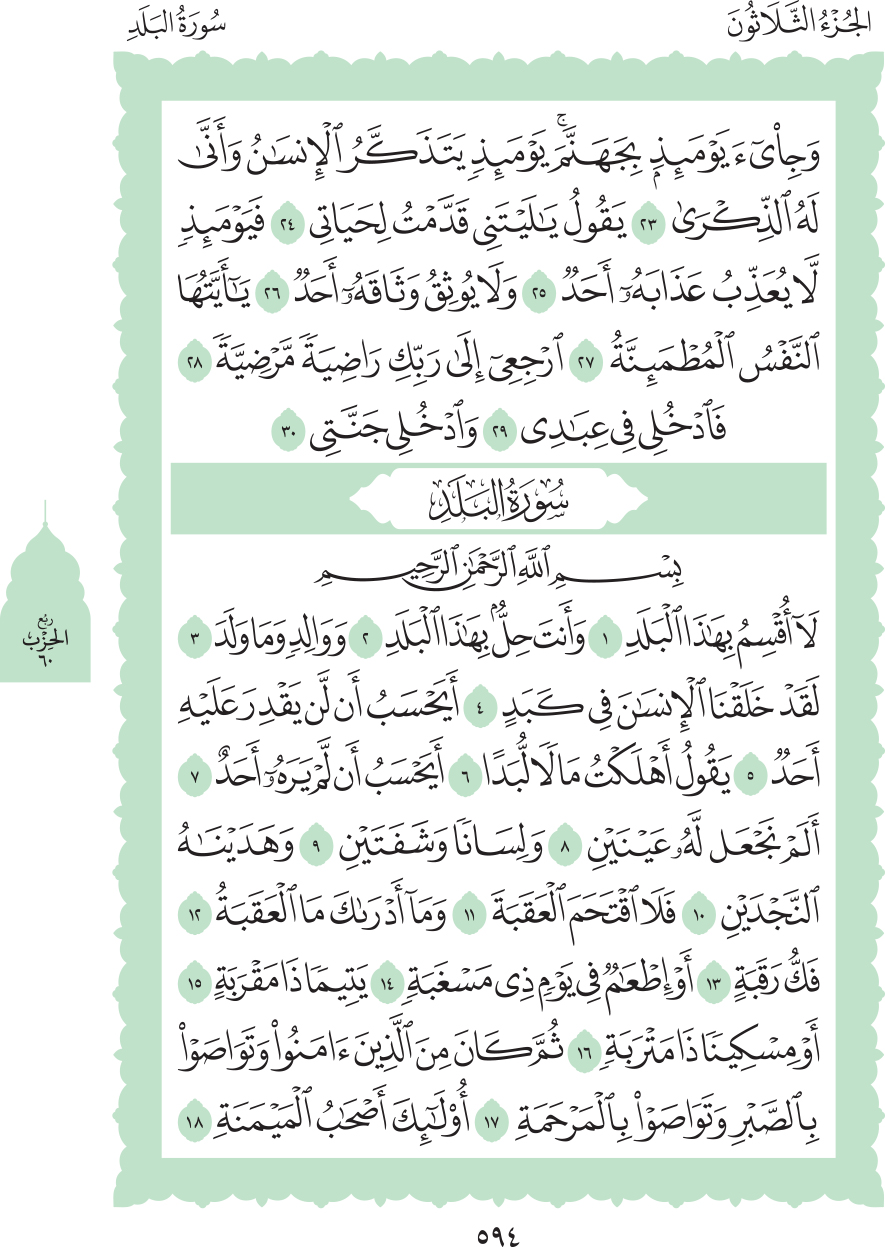 الجُزْءُ الثَّلَاثُونَ
سُورَةُ البَلَدِ
وَجِا۟ىٓءَ يَوْمَئِذِۭ بِجَهَنَّمَۚ يَوْمَئِذٖ يَتَذَكَّرُ ٱلْإِنسَٰنُ وَأَنَّىٰ
لَهُ ٱلذِّكْرَىٰ ٢٣ يَقُولُ يَٰلَيْتَنِى قَدَّمْتُ لِحَيَاتِى ٢٤ فَيَوْمَئِذٖ
لَّا يُعَذِّبُ عَذَابَهُۥٓ أَحَدٞ ٢٥ وَلَا يُوثِقُ وَثَاقَهُۥٓ أَحَدٞ ٢٦ يَٰٓأَيَّتُهَا
ٱلنَّفْسُ ٱلْمُطْمَئِنَّةُ ٢٧ ٱرْجِعِىٓ إِلَىٰ رَبِّكِ رَاضِيَةٗ مَّرْضِيَّةٗ ٢٨
فَٱدْخُلِى فِى عِبَٰدِى ٢٩ وَٱدْخُلِى جَنَّتِى ٣٠
سُورَةُ البَلَدِ
بِسْمِ ٱللَّهِ ٱلرَّحْمَٰنِ ٱلرَّحِيمِ
لَآ أُقْسِمُ بِهَٰذَا ٱلْبَلَدِ ١ وَأَنتَ حِلُّۢ بِهَٰذَا ٱلْبَلَدِ ٢ وَوَالِدٖ وَمَا وَلَدَ ٣
لَقَدْ خَلَقْنَا ٱلْإِنسَٰنَ فِى كَبَدٍ ٤ أَيَحْسَبُ أَن لَّن يَقْدِرَ عَلَيْهِ
أَحَدٞ ٥ يَقُولُ أَهْلَكْتُ مَالٗا لُّبَدًا ٦ أَيَحْسَبُ أَن لَّمْ يَرَهُۥٓ أَحَدٌ ٧
أَلَمْ نَجْعَل لَّهُۥ عَيْنَيْنِ ٨ وَلِسَانٗا وَشَفَتَيْنِ ٩ وَهَدَيْنَٰهُ
ٱلنَّجْدَيْنِ ١٠ فَلَا ٱقْتَحَمَ ٱلْعَقَبَةَ ١١ وَمَآ أَدْرَىٰكَ مَا ٱلْعَقَبَةُ ١٢
فَكُّ رَقَبَةٍ ١٣ أَوْ إِطْعَٰمٞ فِى يَوْمٖ ذِى مَسْغَبَةٖ ١٤ يَتِيمٗا ذَا مَقْرَبَةٍ ١٥
أَوْ مِسْكِينٗا ذَا مَتْرَبَةٖ ١٦ ثُمَّ كَانَ مِنَ ٱلَّذِينَ ءَامَنُوا۟ وَتَوَاصَوْا۟
بِٱلصَّبْرِ وَتَوَاصَوْا۟ بِٱلْمَرْحَمَةِ ١٧ أُو۟لَٰٓئِكَ أَصْحَٰبُ ٱلْمَيْمَنَةِ ١٨
رُبْع
الحِزْب
٦٠
٥٩٤